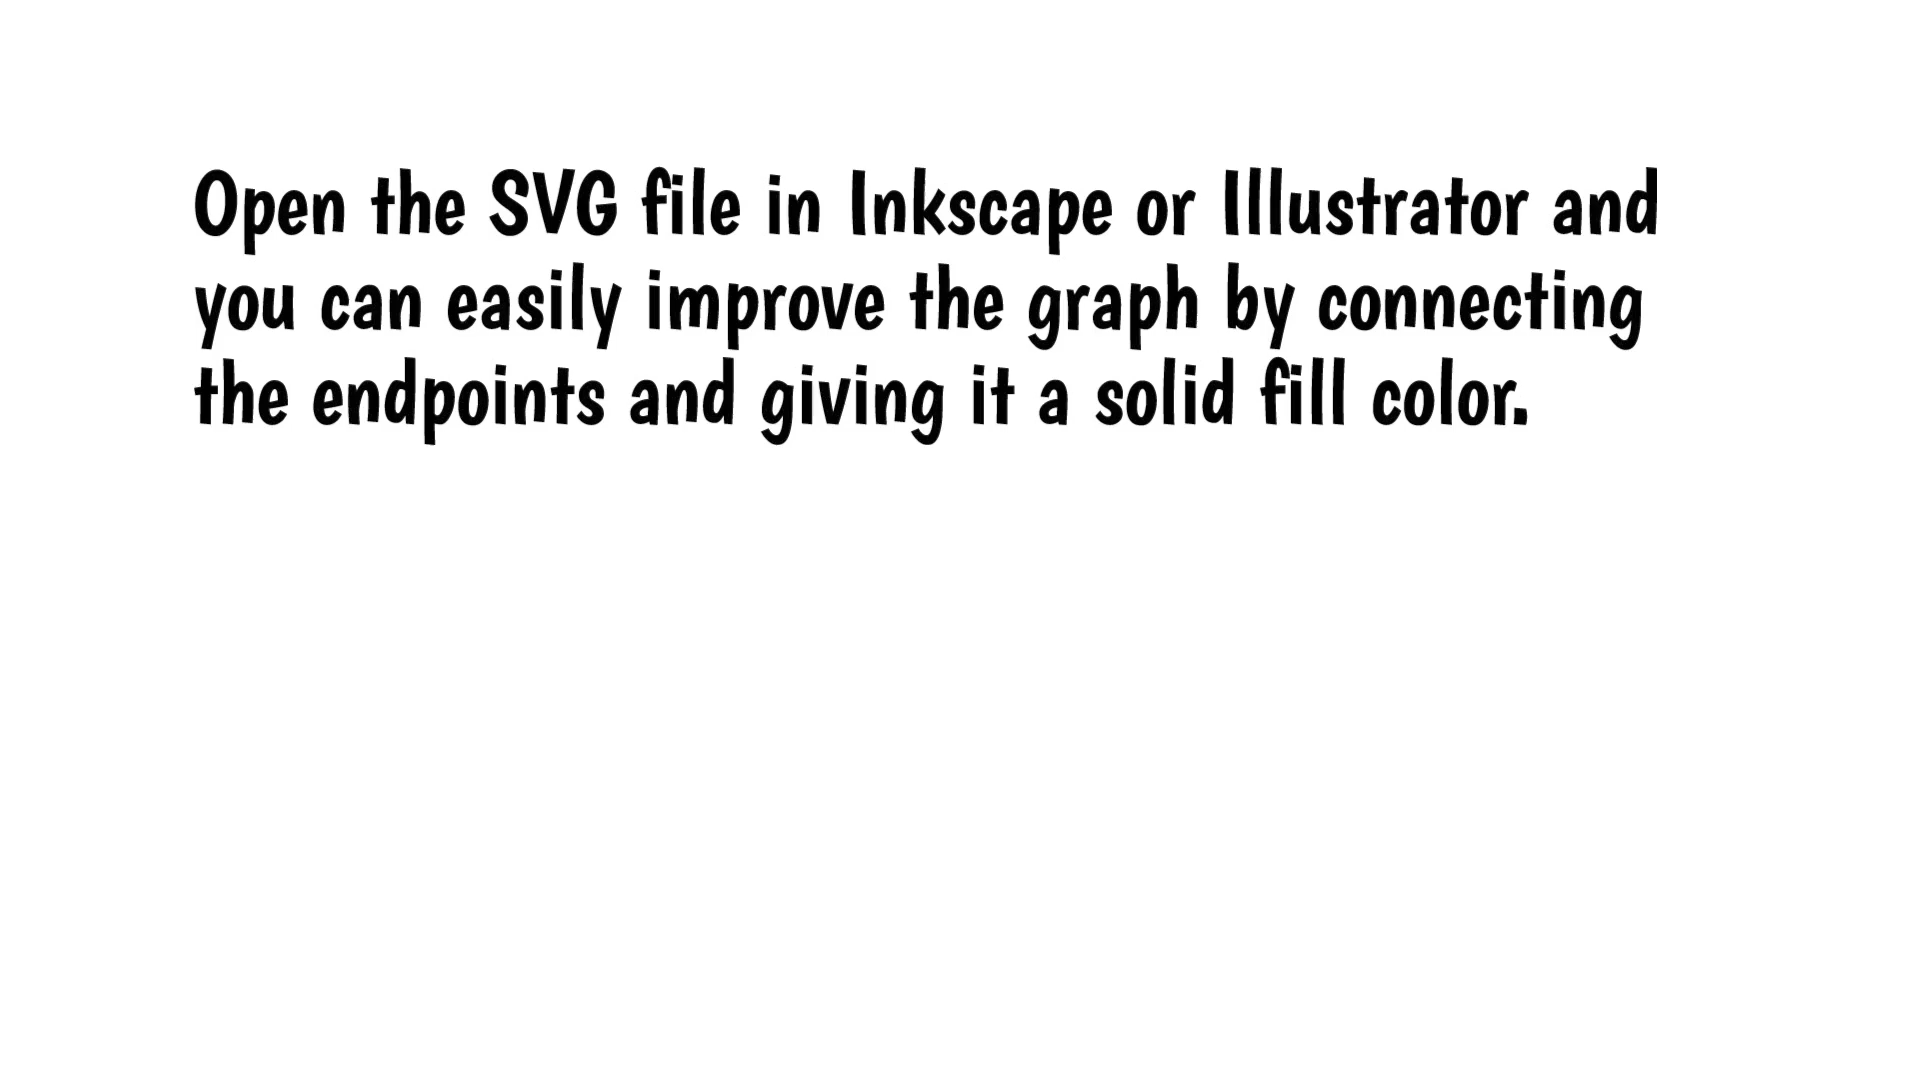 Open the SVG file in Inkscape or Illustrator and
you can easily improve the graph by connecting
the endpoints and giving it a solid fill color.